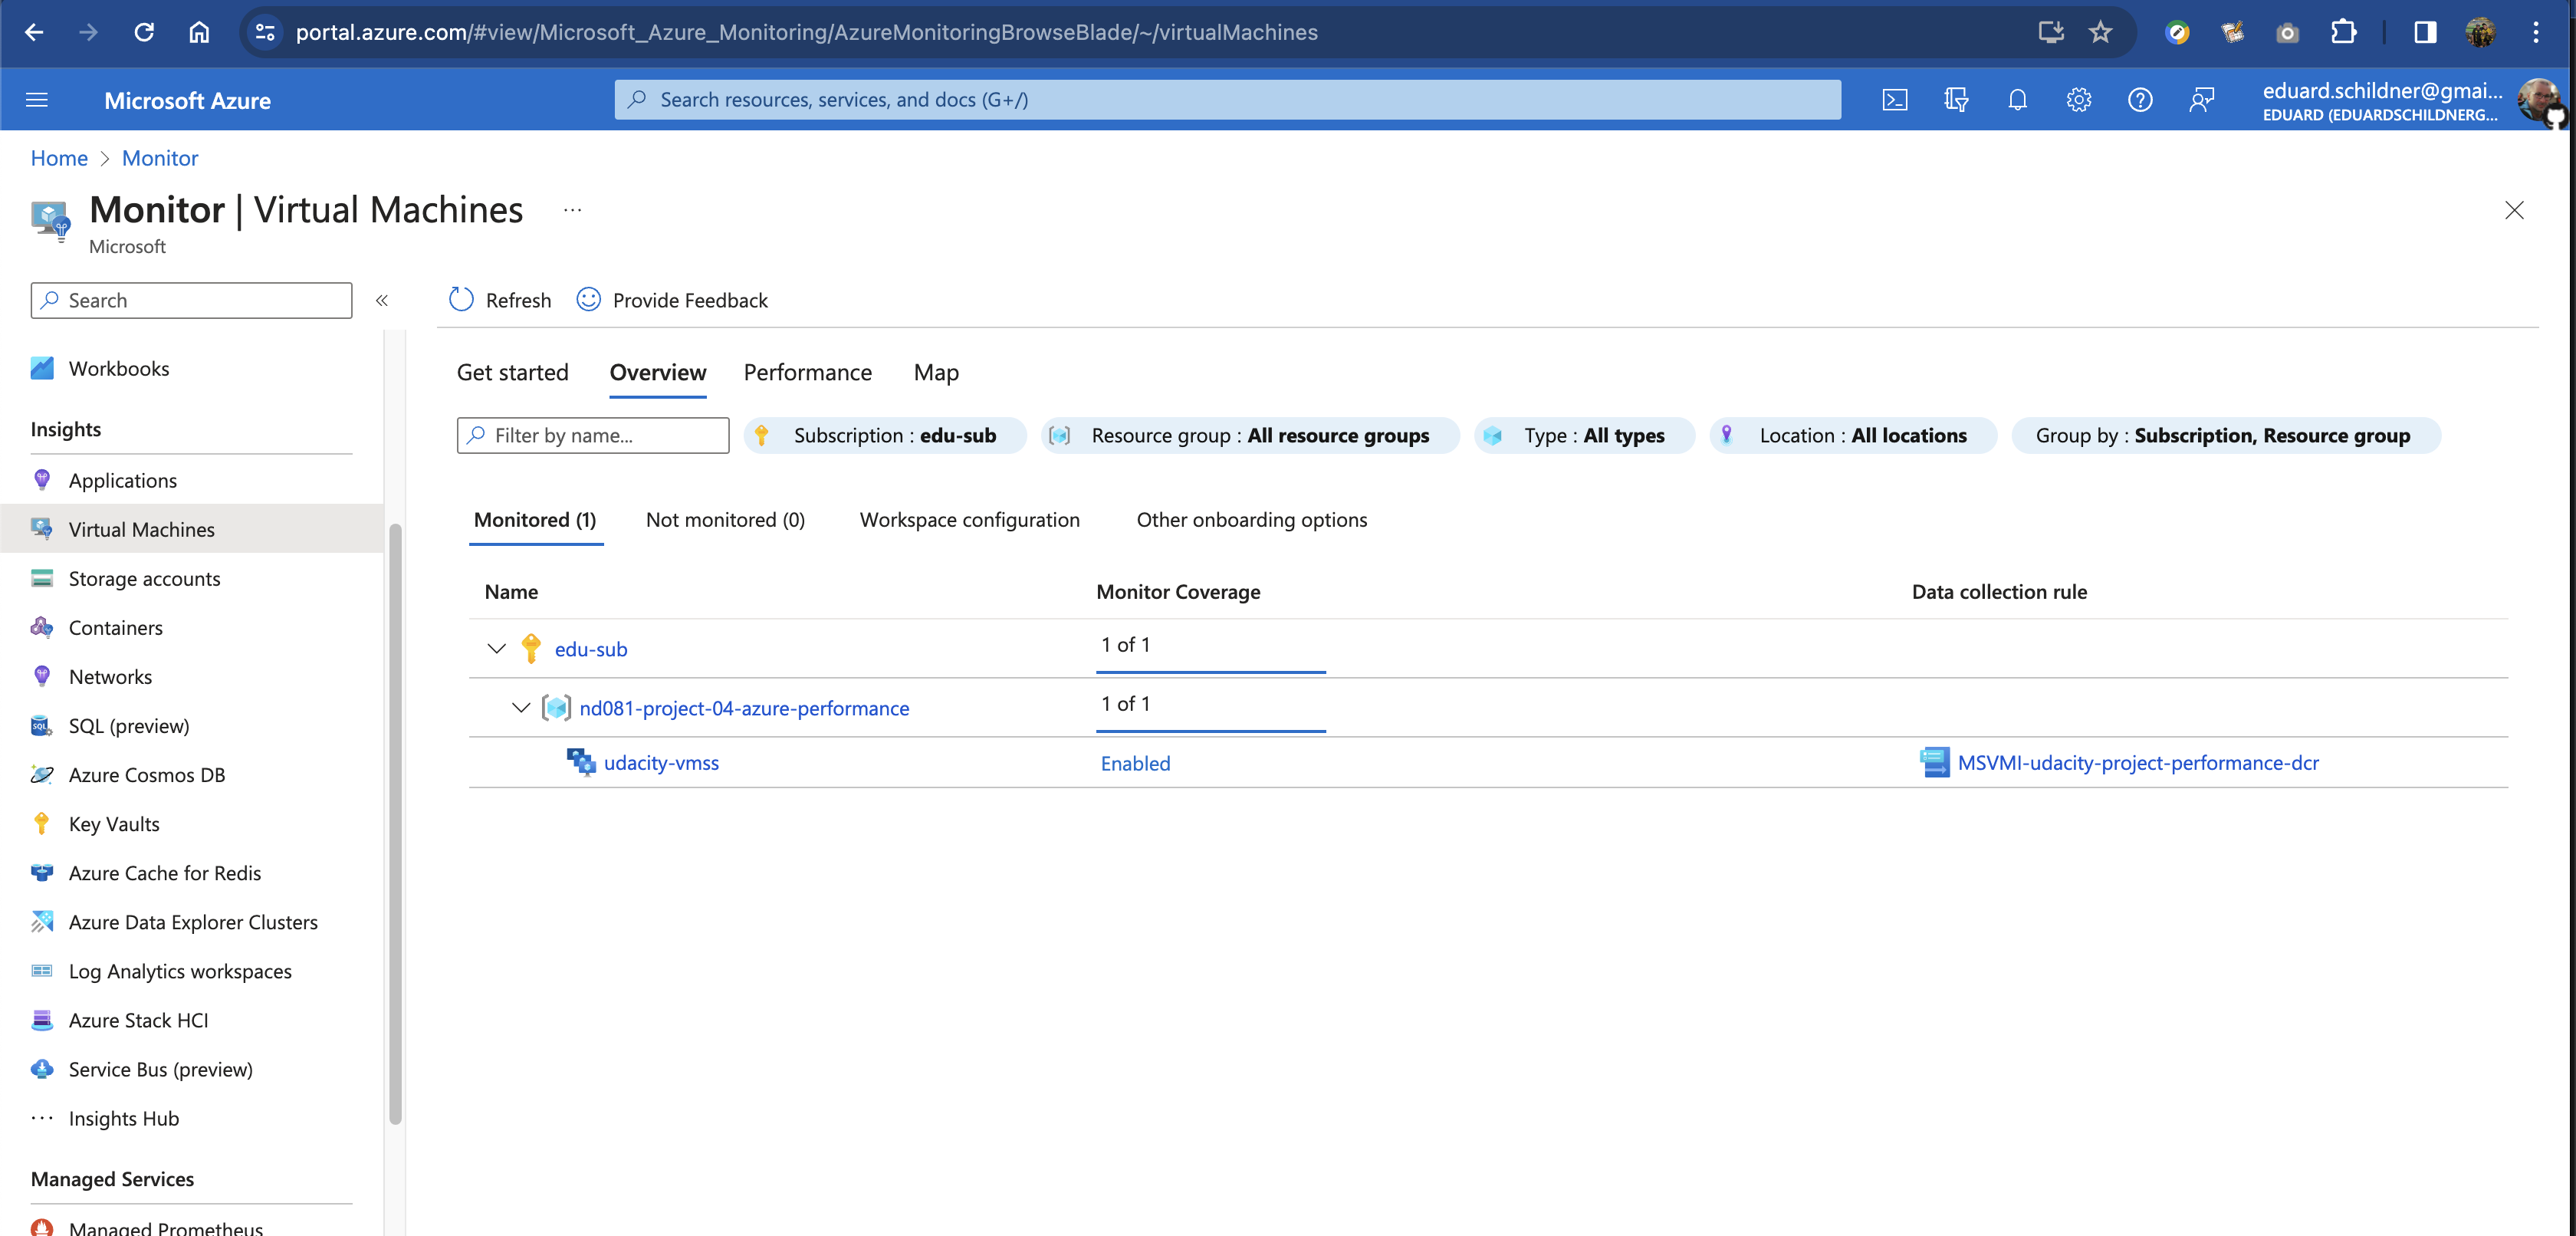 portal.azure.com/#view/Microsoft_Azure_Monitoring/AzureMonitoringBrowseBlade/~/virtualMachines
Microsoft Azure
Search resources, services, and docs (G+/)
eduard.schildner@gmai...
EDUARD (EDUARDSCHILDNERG...
Home > Monitor
Monitor | Virtual Machines ...
Microsoft
Search
«
Refresh
Provide Feedback
Workbooks
Insights
Applications
Virtual Machines
Storage accounts
Containers
Networks
SQL (preview)
Azure Cosmos DB
Key Vaults
Azure Cache for Redis
Azure Data Explorer Clusters
Log Analytics workspaces
Azure Stack HCI
Service Bus (preview)
Insights Hub
Managed Services
Managed Prometheus
Get started
Overview
Performance
Map
Filter by name...
Subscription : edu-sub
Resource group : All resource groups
Type : All types
Location : All locations
Group by : Subscription, Resource group
Monitored (1)
Not monitored (0)
Workspace configuration
Other onboarding options
Name
Monitor Coverage
Data collection rule
edu-sub
1 of 1
nd081-project-04-azure-performance
1 of 1
udacity-vmss
Enabled
MSVMI-udacity-project-performance-dcr